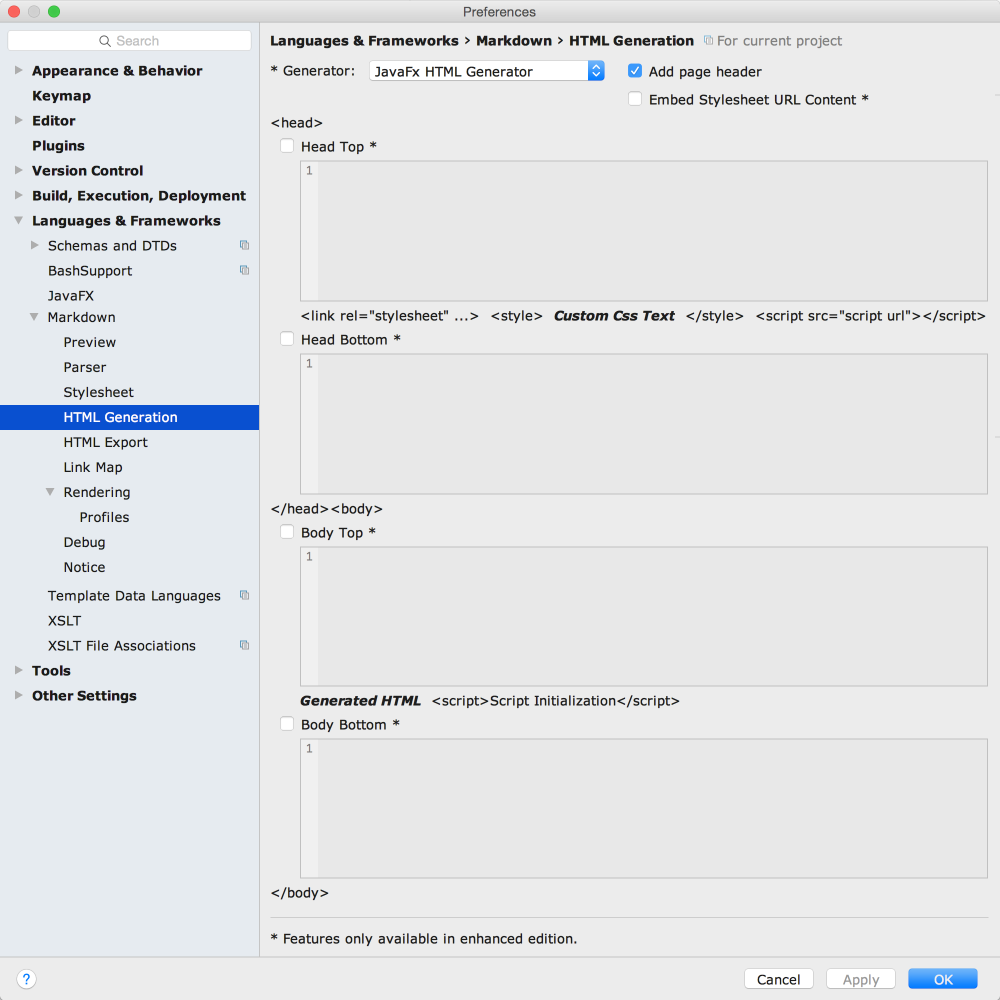 Preferences
Search
Appearance & Behavior
Keymap
Editor
Plugins
Version Control
Build, Execution, Deployment
Languages & Frameworks
Schemas and DTDs
BashSupport
JavaFX
Markdown
Preview
Parser
Stylesheet
HTML Generation
HTML Export
Link Map
Rendering
Profiles
Debug
Notice
Template Data Languages
XSLT
XSLT File Associations
Tools
Other Settings
Languages & Frameworks › Markdown › HTML Generation For current project
* Generator: JavaFx HTML Generator Add page header
Embed Stylesheet URL Content *
<head>
Head Top *
1
<link rel="stylesheet" ...> <style> Custom Css Text </style> <script src="script url"></script>
Head Bottom *
1
</head><body>
Body Top *
1
Generated HTML <script>Script Initialization</script>
Body Bottom *
1
</body>
* Features only available in enhanced edition.
? Cancel Apply OK